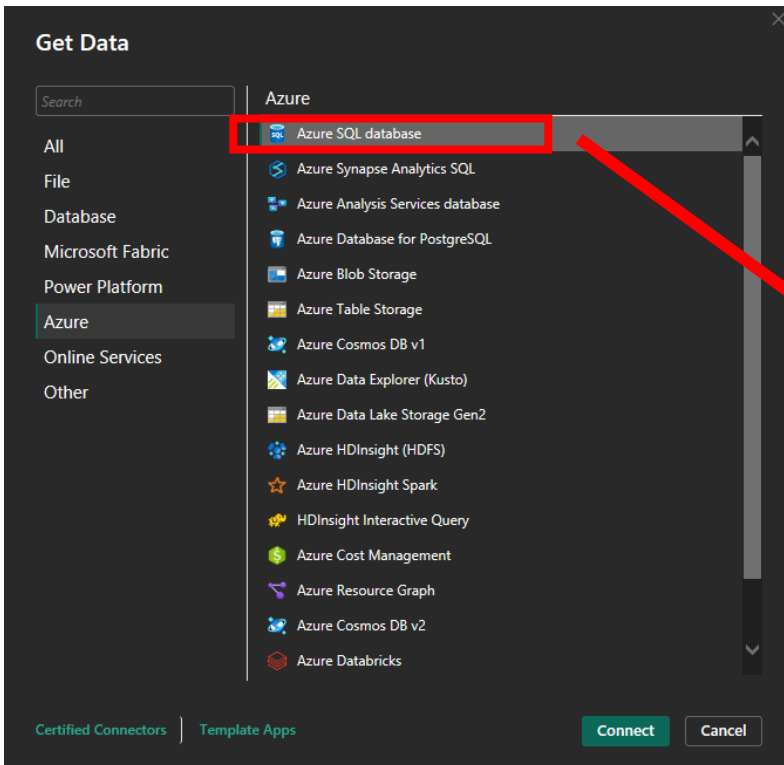 Get Data
Search
All
File
Database
Microsoft Fabric
Power Platform
Azure
Online Services
Other
Azure
Azure SQL database
Azure Synapse Analytics SQL
Azure Analysis Services database
Azure Database for PostgreSQL
Azure Blob Storage
Azure Table Storage
Azure Cosmos DB v1
Azure Data Explorer (Kusto)
Azure Data Lake Storage Gen2
Azure HDInsight (HDFS)
Azure HDInsight Spark
HDInsight Interactive Query
Azure Cost Management
Azure Resource Graph
Azure Cosmos DB v2
Azure Databricks
Certified Connectors
Template Apps
Connect
Cancel